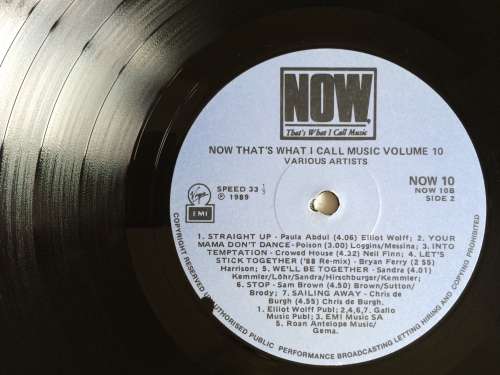 NOW
That's What I Call Music
NOW THAT'S WHAT I CALL MUSIC VOLUME 10
VARIOUS ARTISTS
Virgin
EMI
SPEED 33 1/3
℗ 1989
NOW 10
NOW 10B
SIDE 2
1. STRAIGHT UP - Paula Abdul (4.06) Elliot Wolff; 2. YOUR
MAMA DON'T DANCE-Poison (3.00) Loggins/Messina; 3. INTO
TEMPTATION - Crowed House (4.32) Neil Finn; 4. LET'S
STICK TOGETHER ('88 Re-mix) - Bryan Ferry (2 55)
Harrison; 5. WE'LL BE TOGETHER - Sandra (4.01)
Kemmler/Löhr/Sandra/Hirschburger/Kemmler;
6. STOP - Sam Brown (4.90) Brown/Sutton/
Brody; 7. SAILING AWAY - Chris de
Burgh (4.55) Chris de Burgh.
1. Elliot Wolff Publ; 2,4,6,7. Gallo
Music Publ; 3. EMI Music SA
5. Roan Antelope Music/
Gema.
COPYRIGHT RESERVED UNAUTHORISED PUBLIC PERFORMANCE BROADCASTING LETTING HIRING AND COPYING PROHIBITED